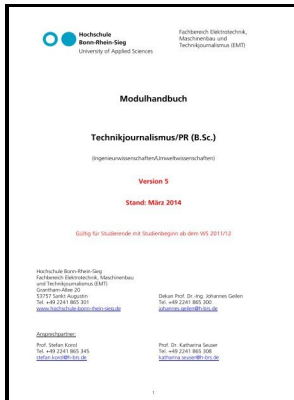 Hochschule
Bonn-Rhein-Sieg
University of Applied Sciences
Fachbereich Elektrotechnik,
Maschinenbau und
Technikjournalismus (EMT)
Modulhandbuch
Technikjournalismus/PR (B.Sc.)
(Ingenieurwissenschaften/Umweltwissenschaften)
Version 5
Stand: März 2014
Gültig für Studierende mit Studienbeginn ab dem WS 2011/12
Hochschule Bonn-Rhein-Sieg
Fachbereich Elektrotechnik, Maschinenbau
und Technikjournalismus (EMT)
Grantham-Allee 20
53757 Sankt Augustin
Tel. +49 2241 865 301
www.hochschule-bonn-rhein-sieg.de
Dekan Prof. Dr.-Ing. Johannes Geilen
Tel. +49 2241 865 300
johannes.geilen@h-brs.de
Ansprechpartner:
Prof. Stefan Korol
Tel. +49 2241 865 345
stefan.korol@h-brs.de
Prof. Dr. Katharina Seuser
Tel. +49 2241 865 308
katharina.seuser@h-brs.de
1